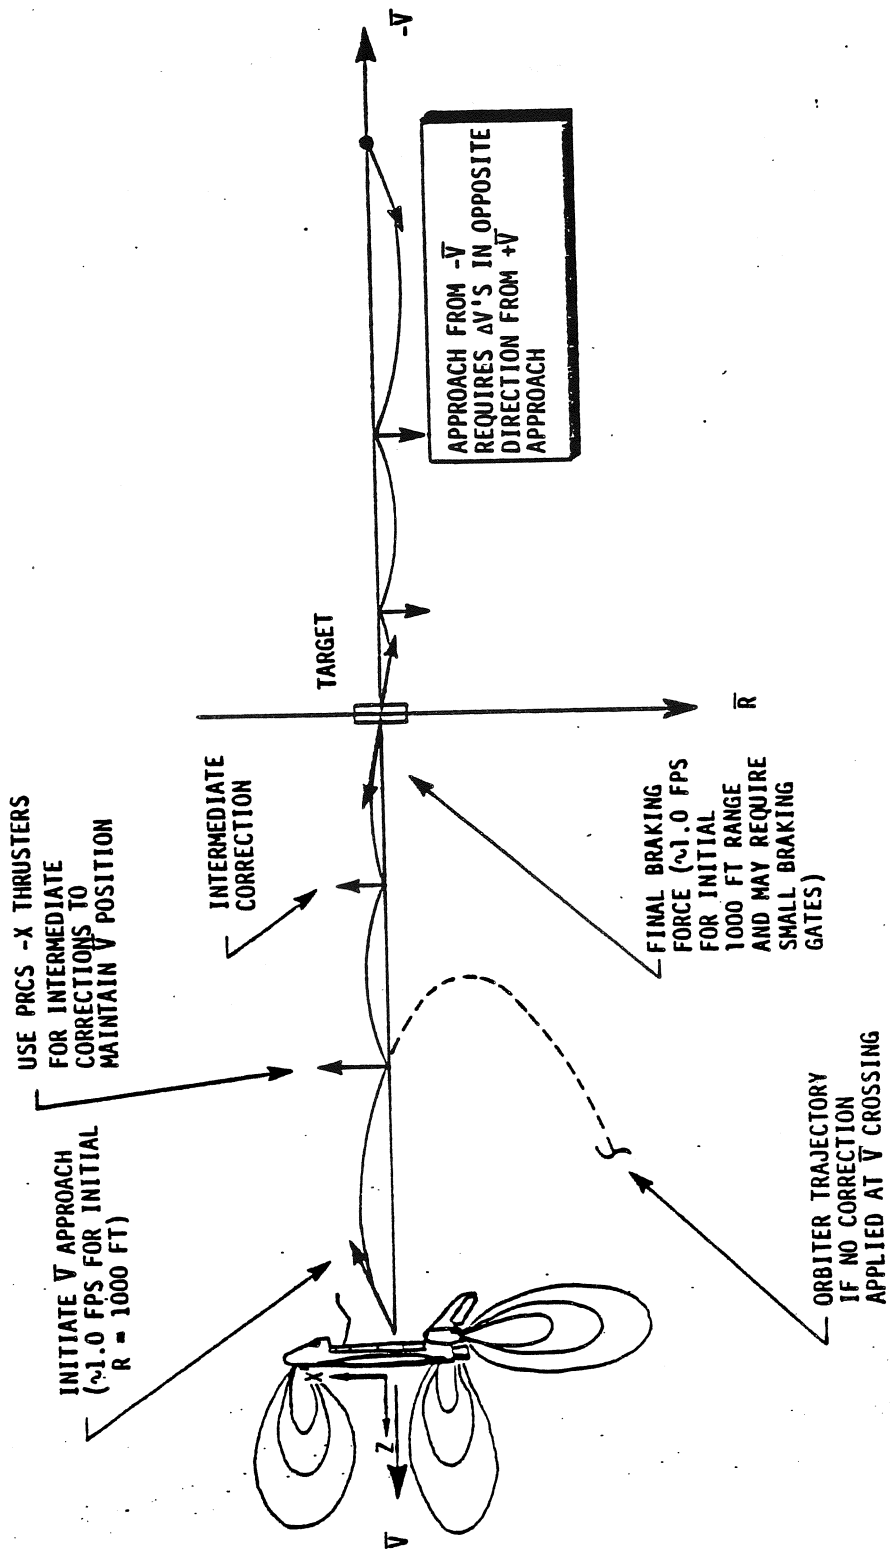 USE PRCS -X THRUSTERS
FOR INTERMEDIATE
CORRECTIONS TO
MAINTAIN V̅ POSITION
INITIATE V̅ APPROACH
(~1.0 FPS FOR INITIAL
R = 1000 FT)
INTERMEDIATE
CORRECTION
TARGET
V̅
Z
X
-V̅
APPROACH FROM -V̅
REQUIRES ΔV'S IN OPPOSITE
DIRECTION FROM +V̅
APPROACH
R̅
FINAL BRAKING
FORCE (~1.0 FPS
FOR INITIAL
1000 FT RANGE
AND MAY REQUIRE
SMALL BRAKING
GATES)
ORBITER TRAJECTORY
IF NO CORRECTION
APPLIED AT V̅ CROSSING